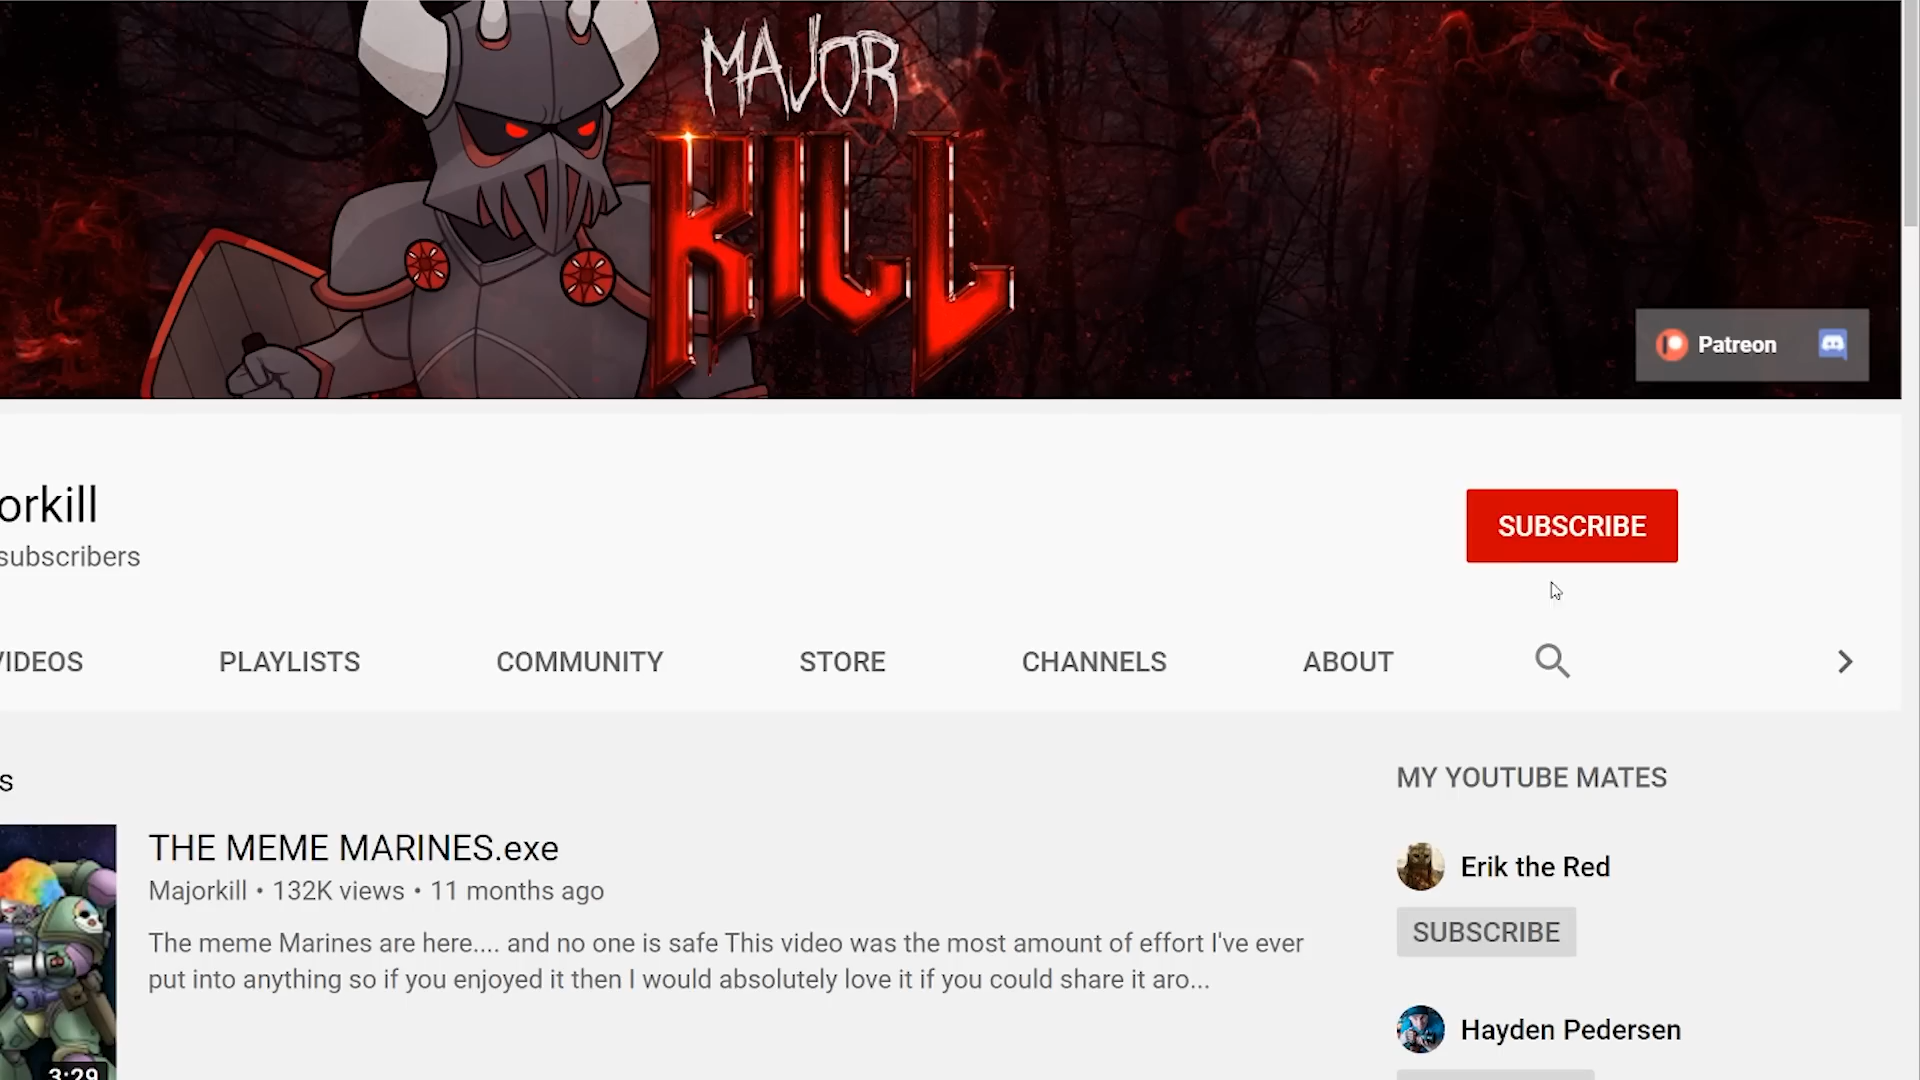 MAJOR
KILL
Patreon
orkill
subscribers
SUBSCRIBE
VIDEOS PLAYLISTS COMMUNITY STORE CHANNELS ABOUT
s
MY YOUTUBE MATES
THE MEME MARINES.exe
Majorkill • 132K views • 11 months ago
The meme Marines are here.... and no one is safe This video was the most amount of effort I've ever
put into anything so if you enjoyed it then I would absolutely love it if you could share it aro...
3:29
Erik the Red
SUBSCRIBE
Hayden Pedersen